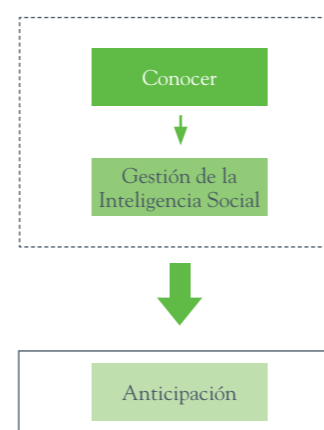 Conocer
Gestión de la
Inteligencia Social
Anticipación